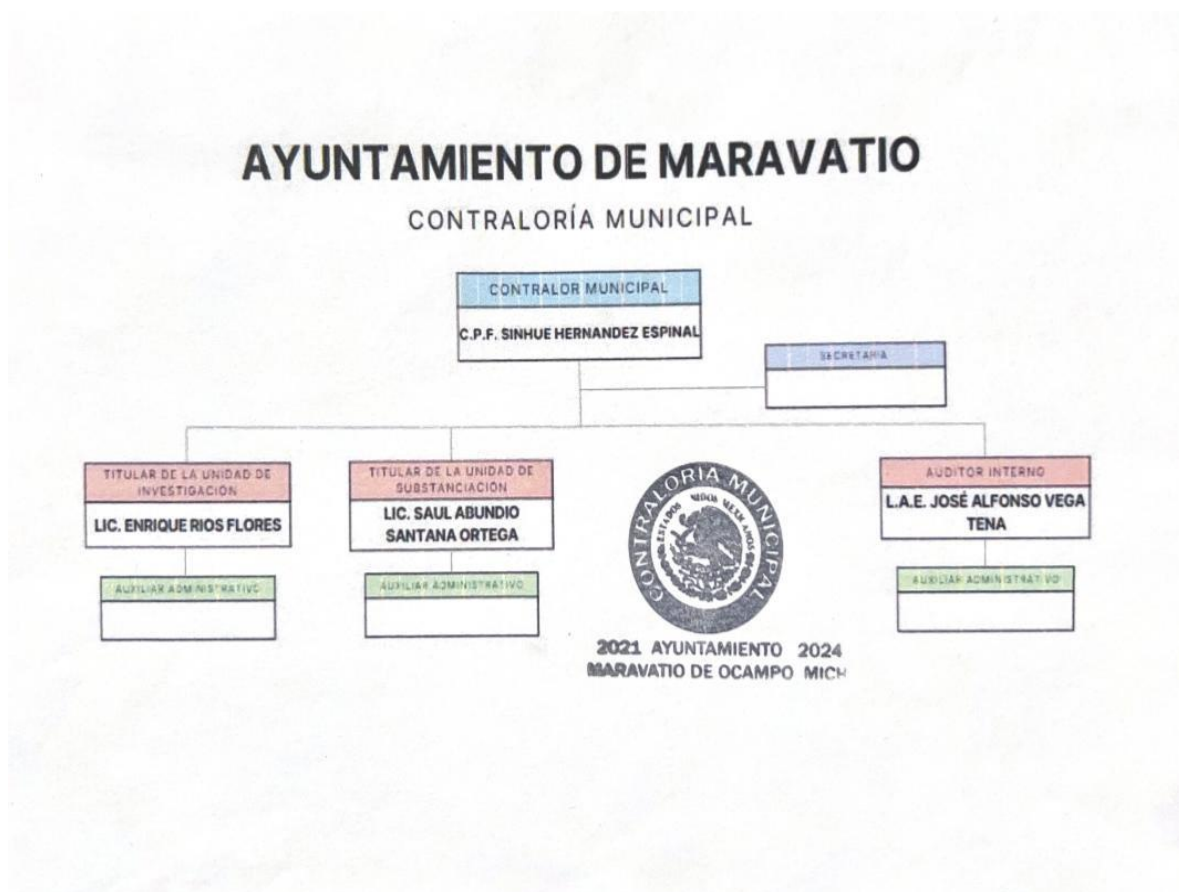 AYUNTAMIENTO DE MARAVATIO
CONTRALORÍA MUNICIPAL
CONTRALOR MUNICIPAL
C.P.F. SINHUE HERNANDEZ ESPINAL
SECRETARIA
TITULAR DE LA UNIDAD DE
INVESTIGACIÓN
LIC. ENRIQUE RIOS FLORES
TITULAR DE LA UNIDAD DE
SUBSTANCIACIÓN
LIC. SAUL ABUNDIO
SANTANA ORTEGA
AUDITOR INTERNO
L.A.E. JOSÉ ALFONSO VEGA
TENA
AUXILIAR ADMINISTRATIVO
AUXILIAR ADMINISTRATIVO
AUXILIAR ADMINISTRATIVO
CONTRALORIA MUNICIPAL
ESTADOS UNIDOS MEXICANOS
2021 AYUNTAMIENTO 2024
MARAVATIO DE OCAMPO MICH